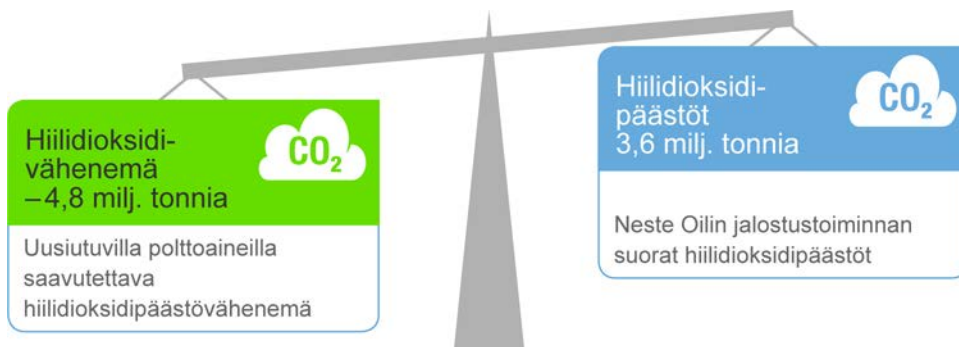 Hiilidioksidi-
vähenemä
–4,8 milj. tonnia
CO₂
Uusiutuvilla polttoaineilla
saavutettava
hiilidioksidipäästövähenemä
Hiilidioksidi-
päästöt
3,6 milj. tonnia
CO₂
Neste Oilin jalostustoiminnan
suorat hiilidioksidipäästöt